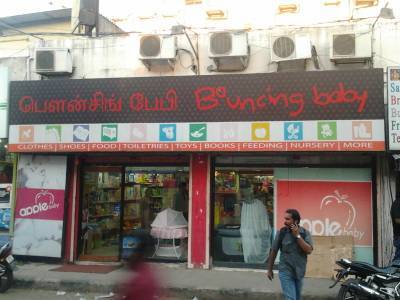 பௌன்சிங் பேபி Bouncing baby
CLOTHES | SHOES | FOOD | TOILETRIES | TOYS | BOOKS | FEEDING | NURSERY | MORE
apple
baby
apple
baby